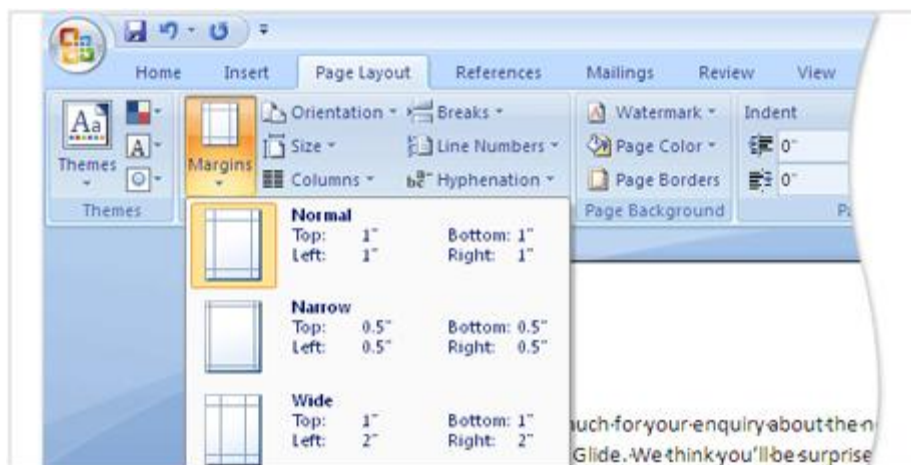 Home Insert Page Layout References Mailings Review View
Aa
Orientation Breaks Watermark Indent
A Size Line Numbers Page Color 0"
Themes Margins Columns Hyphenation Page Borders 0"
Themes Page Background
Normal
Top: 1" Bottom: 1"
Left: 1" Right: 1"
Narrow
Top: 0.5" Bottom: 0.5"
Left: 0.5" Right: 0.5"
Wide
Top: 1" Bottom: 1"
Left: 2" Right: 2"
for·your·enquiry·about·the
Glide.·We·think·you'll·be·surprise